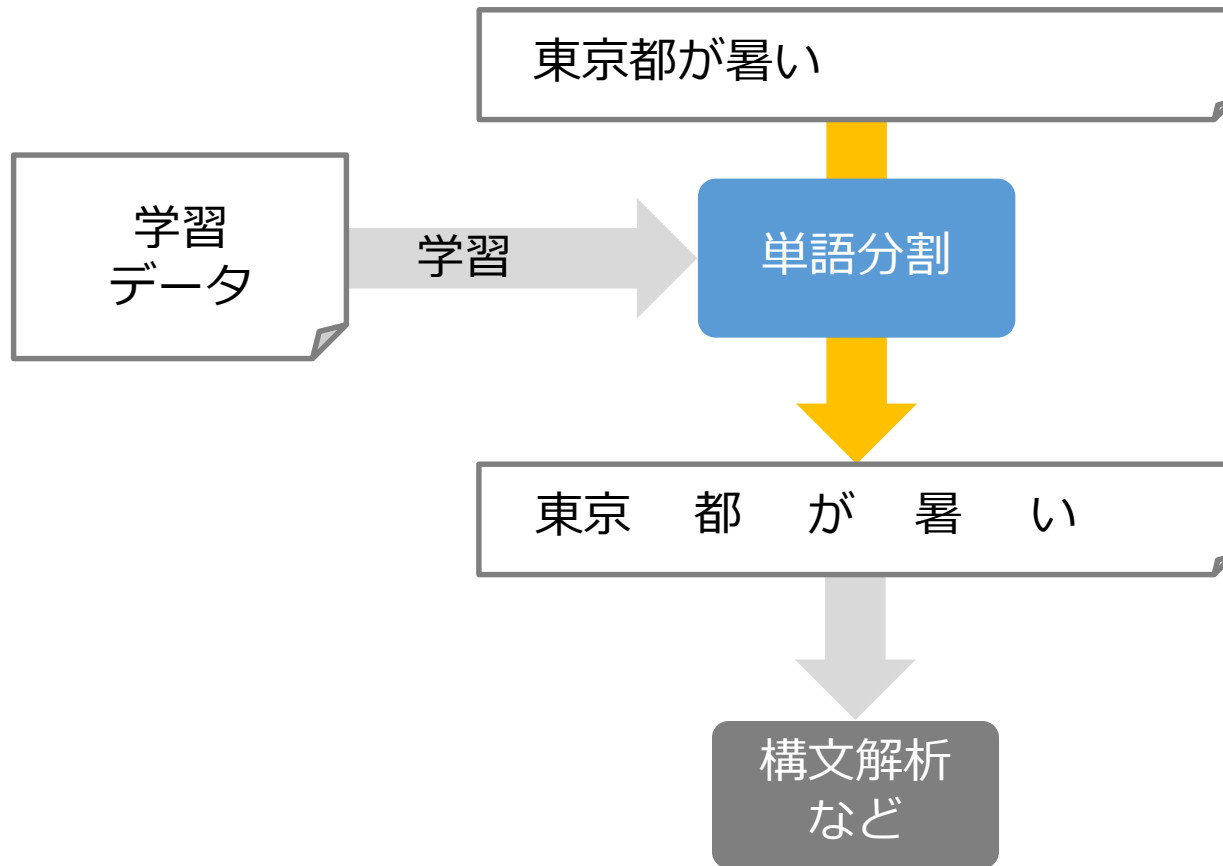 東京都が暑い
学習
データ
学習
単語分割
東京 都 が 暑 い
構文解析
など